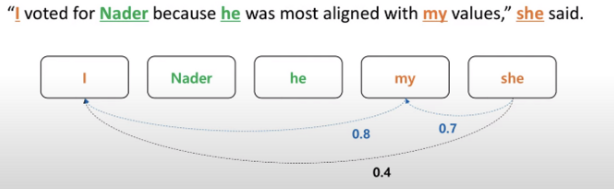 “I voted for Nader because he was most aligned with my values,” she said.
I Nader he my she
0.8 0.7
0.4